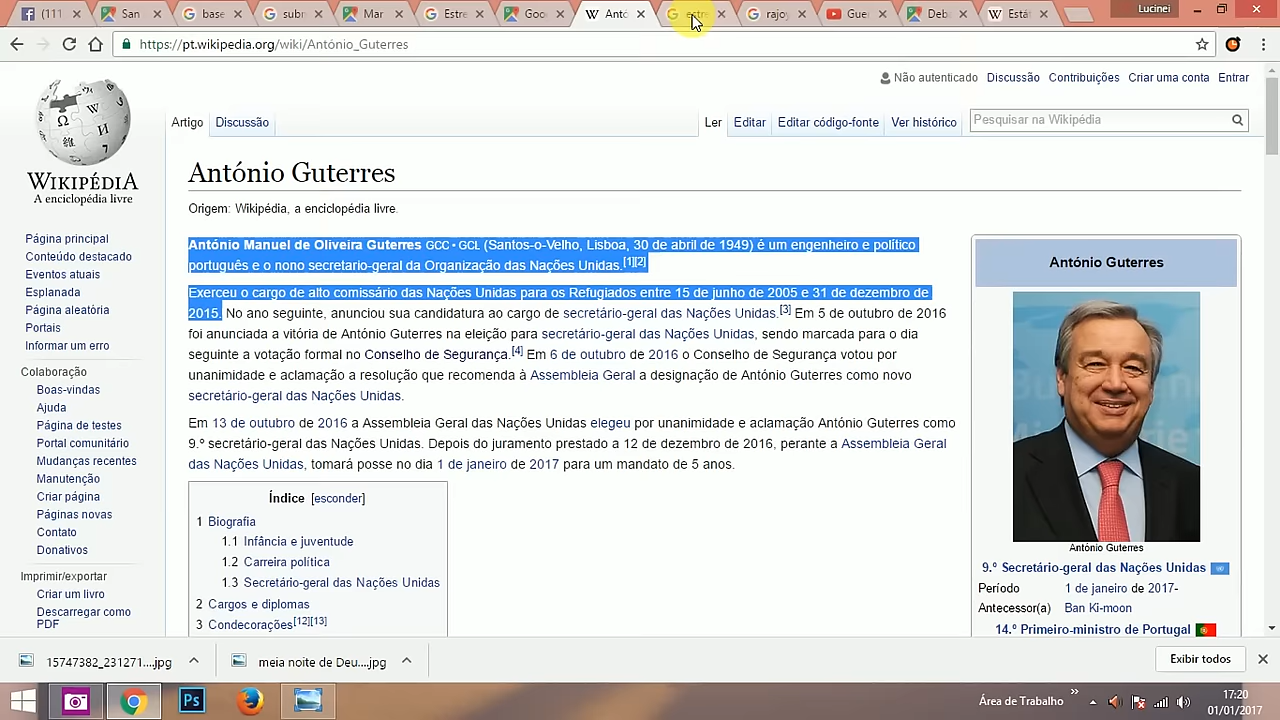 (111
San
base
subm
Mar
Estre
Goo
Antó
estre
rajoy
Gue
Deb
Está
Lucinei
https://pt.wikipedia.org/wiki/António_Guterres
Não autenticado Discussão Contribuições Criar uma conta Entrar
Artigo Discussão Ler Editar Editar código-fonte Ver histórico Pesquisar na Wikipédia
WIKIPÉDIA
A enciclopédia livre
Página principal
Conteúdo destacado
Eventos atuais
Esplanada
Página aleatória
Portais
Informar um erro
Colaboração
Boas-vindas
Ajuda
Página de testes
Portal comunitário
Mudanças recentes
Manutenção
Criar página
Páginas novas
Contato
Donativos
Imprimir/exportar
Criar um livro
Descarregar como
PDF
António Guterres
Origem: Wikipédia, a enciclopédia livre.
António Manuel de Oliveira Guterres GCC • GCL (Santos-o-Velho, Lisboa, 30 de abril de 1949) é um engenheiro e político
português e o nono secretario-geral da Organização das Nações Unidas.[1][2]
Exerceu o cargo de alto comissário das Nações Unidas para os Refugiados entre 15 de junho de 2005 e 31 de dezembro de
2015. No ano seguinte, anunciou sua candidatura ao cargo de secretário-geral das Nações Unidas.[3] Em 5 de outubro de 2016
foi anunciada a vitória de António Guterres na eleição para secretário-geral das Nações Unidas, sendo marcada para o dia
seguinte a votação formal no Conselho de Segurança.[4] Em 6 de outubro de 2016 o Conselho de Segurança votou por
unanimidade e aclamação a resolução que recomenda à Assembleia Geral a designação de António Guterres como novo
secretário-geral das Nações Unidas.
Em 13 de outubro de 2016 a Assembleia Geral das Nações Unidas elegeu por unanimidade e aclamação António Guterres como
9.º secretário-geral das Nações Unidas. Depois do juramento prestado a 12 de dezembro de 2016, perante a Assembleia Geral
das Nações Unidas, tomará posse no dia 1 de janeiro de 2017 para um mandato de 5 anos.
Índice [esconder]
1 Biografia
1.1 Infância e juventude
1.2 Carreira política
1.3 Secretário-geral das Nações Unidas
2 Cargos e diplomas
3 Condecorações[12][13]
António Guterres
António Guterres
9.º Secretário-geral das Nações Unidas
Período 1 de janeiro de 2017-
Antecessor(a) Ban Ki-moon
14.º Primeiro-ministro de Portugal
15747382_231271....jpg
meia noite de Deu....jpg
Exibir todos
Ps
Área de Trabalho
17:20
01/01/2017